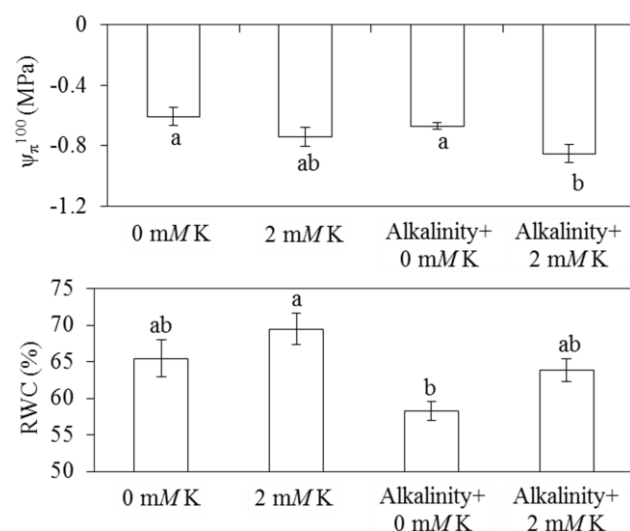 0
-0.4
-0.8
-1.2
ψπ¹⁰⁰ (MPa)
a
ab
a
b
0 mM K
2 mM K
Alkalinity+
0 mM K
Alkalinity+
2 mM K
75
70
65
60
55
50
RWC (%)
ab
a
b
ab
0 mM K
2 mM K
Alkalinity+
0 mM K
Alkalinity+
2 mM K